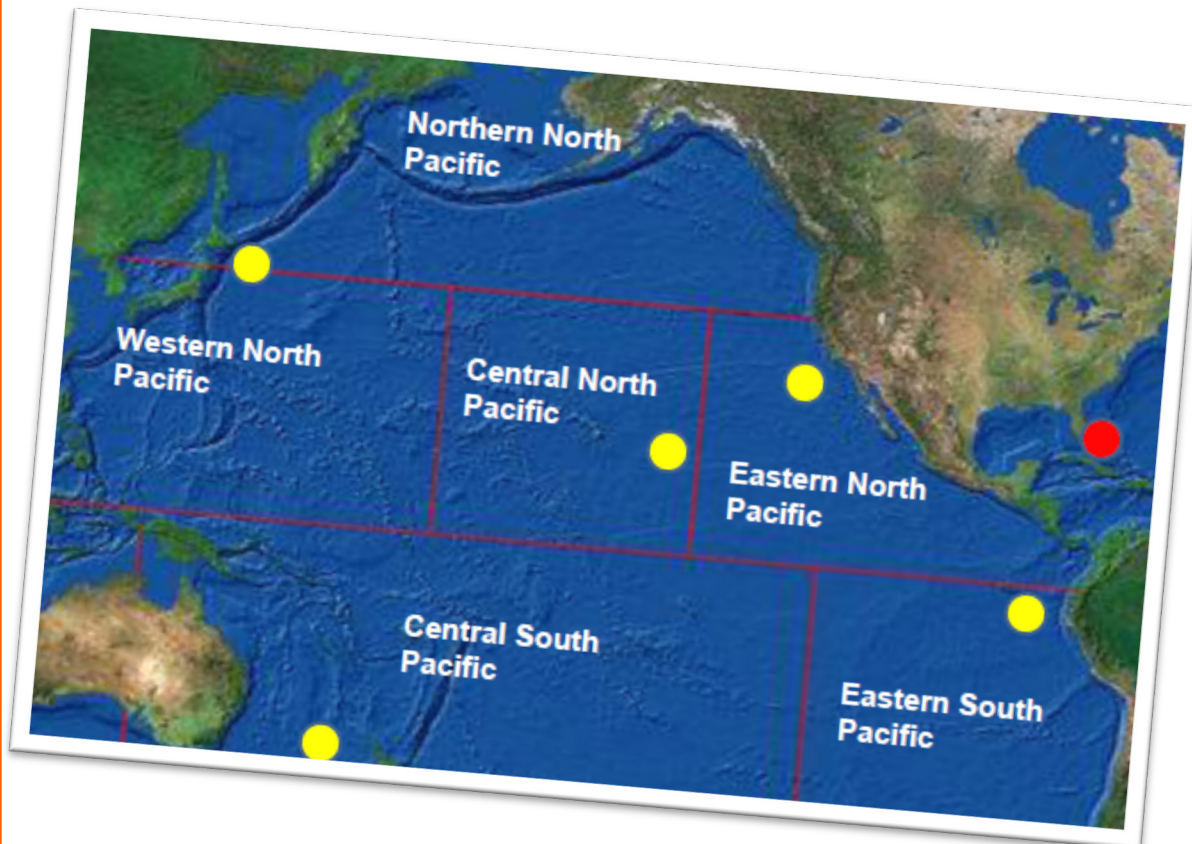 Northern North
Pacific
Western North
Pacific
Central North
Pacific
Eastern North
Pacific
Central South
Pacific
Eastern South
Pacific